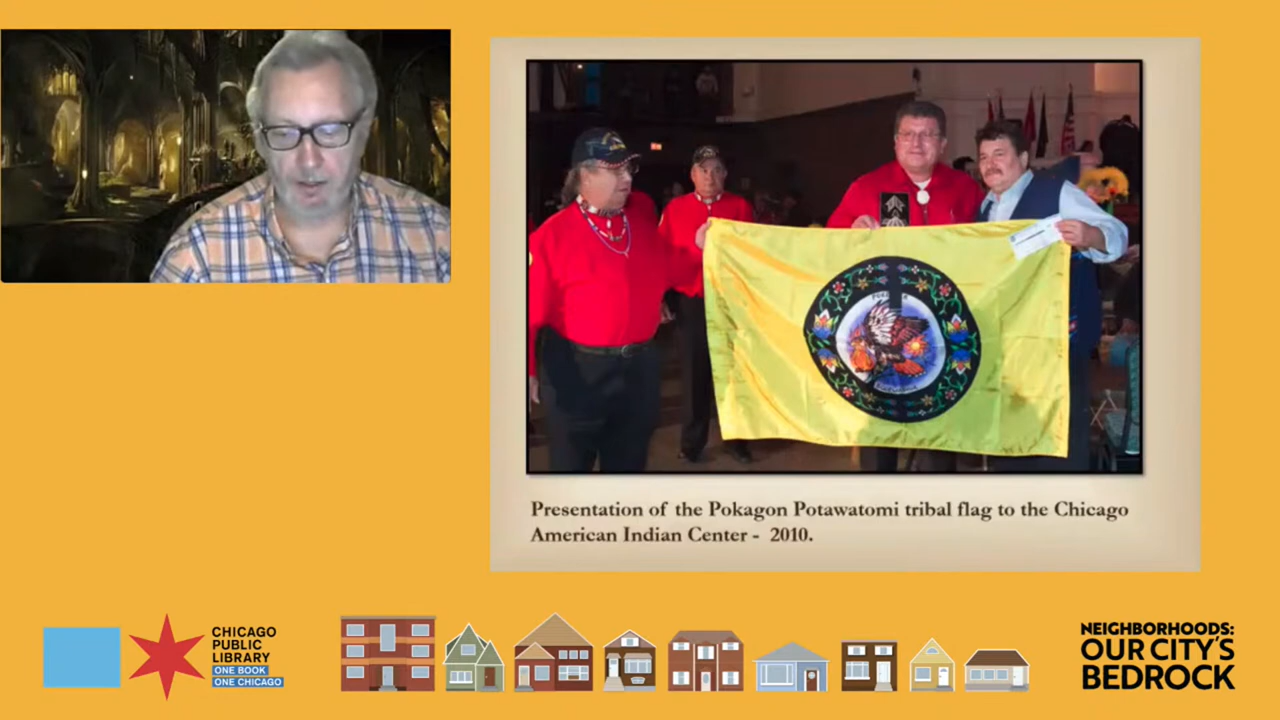 Presentation of the Pokagon Potawatomi tribal flag to the Chicago
American Indian Center - 2010.
CHICAGO
PUBLIC
LIBRARY
ONE BOOK
ONE CHICAGO
NEIGHBORHOODS:
OUR CITY'S
BEDROCK